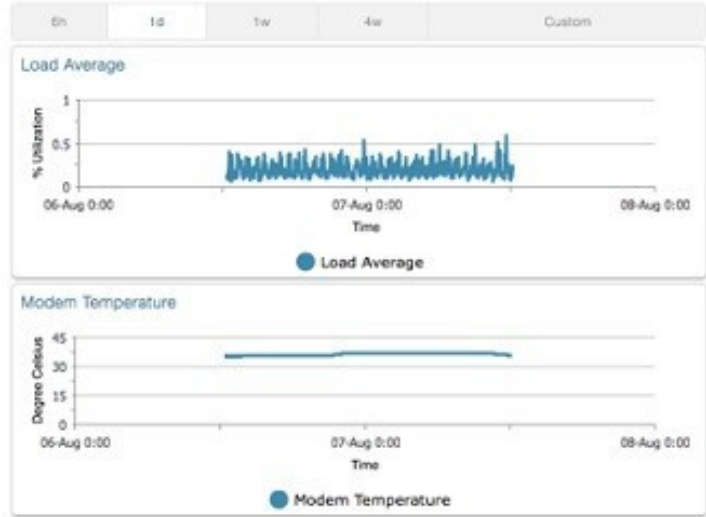 6h 1d 1w 4w Custom
Load Average
% Utilization
1
0.5
0
06-Aug 0:00 07-Aug 0:00 08-Aug 0:00
Time
Load Average
Modem Temperature
Degree Celsius
45
30
15
0
06-Aug 0:00 07-Aug 0:00 08-Aug 0:00
Time
Modem Temperature